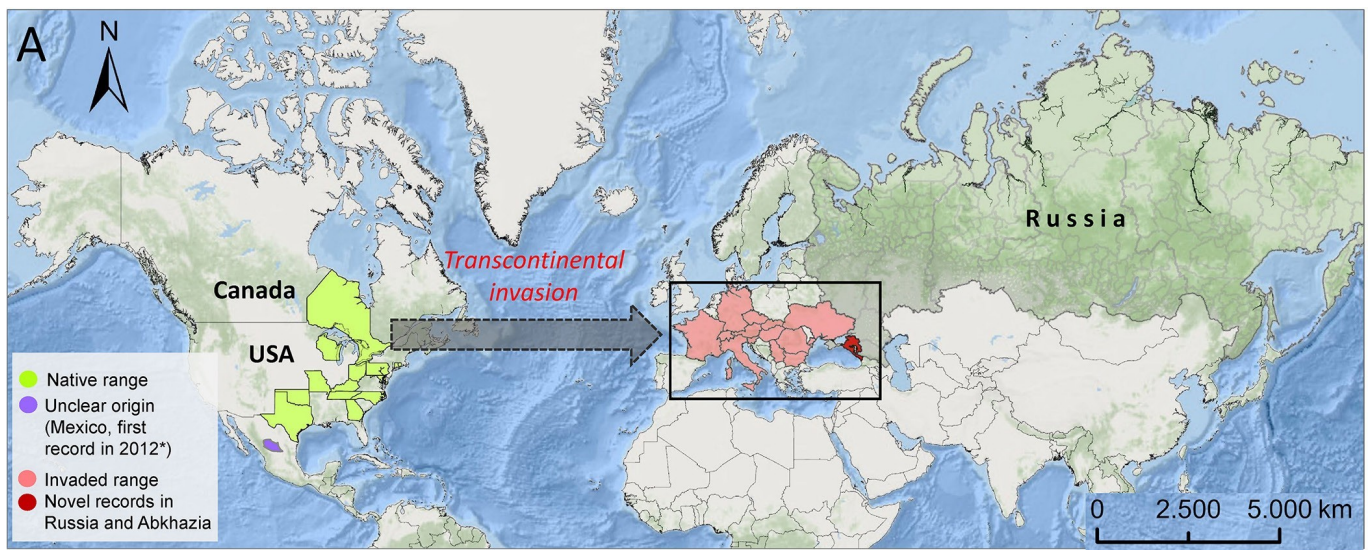 A
N
Transcontinental
invasion
Russia
Canada
USA
Native range
Unclear origin
(Mexico, first
record in 2012*)
Invaded range
Novel records in
Russia and Abkhazia
0 2.500 5.000 km